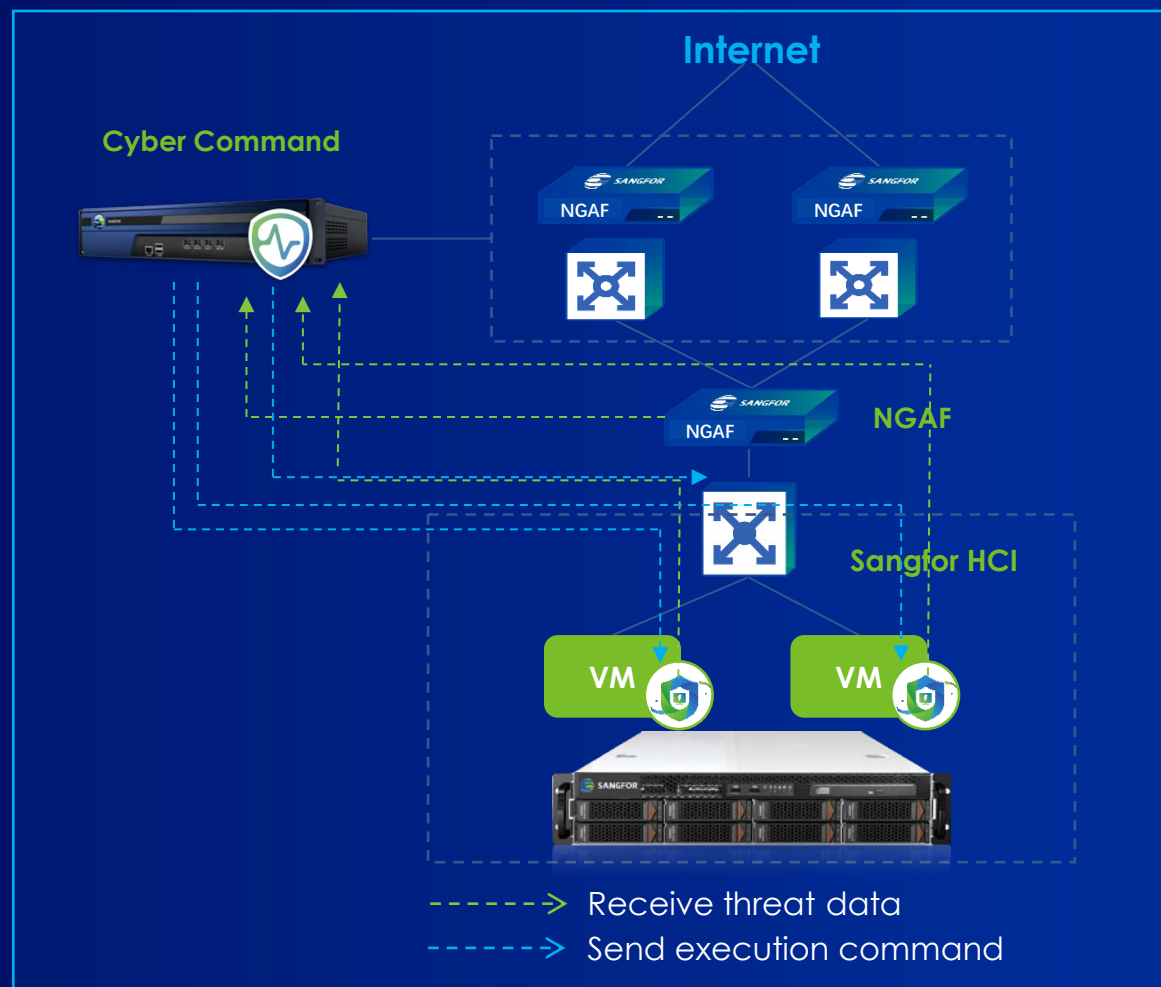 Internet
Cyber Command
SANGFOR
NGAF
SANGFOR
NGAF
SANGFOR
NGAF
NGAF
Sangfor HCI
VM
VM
SANGFOR
Receive threat data
Send execution command